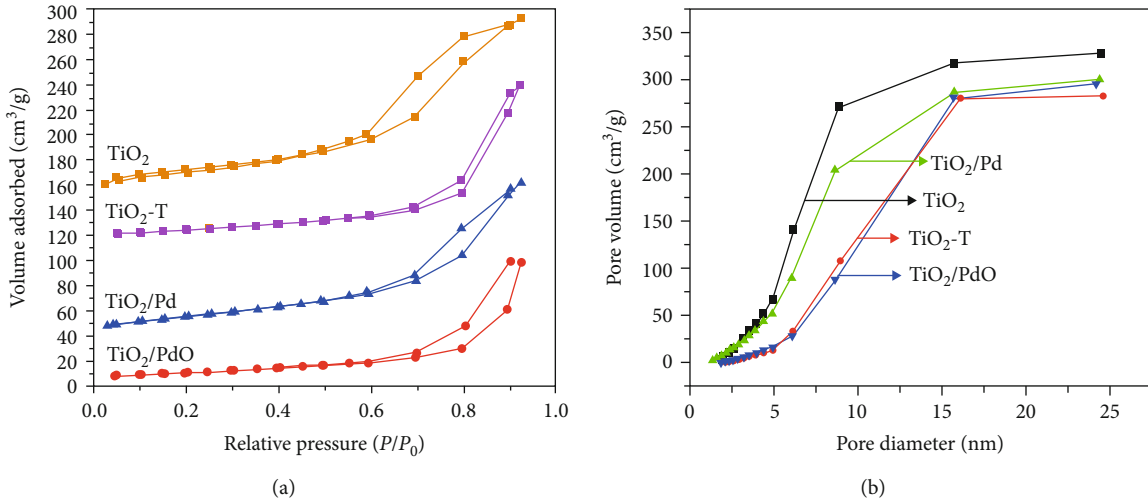 300
280
260
240
220
200
180
160
140
120
100
80
60
40
20
0
Volume adsorbed (cm³/g)
TiO₂
TiO₂-T
TiO₂/Pd
TiO₂/PdO
0.0 0.2 0.4 0.6 0.8 1.0
Relative pressure (P/P₀)
(a)
350
300
250
200
350
100
50
0
Pore volume (cm³/g)
TiO₂/Pd
TiO₂
TiO₂-T
TiO₂/PdO
0 5 10 15 20 25
Pore diameter (nm)
(b)